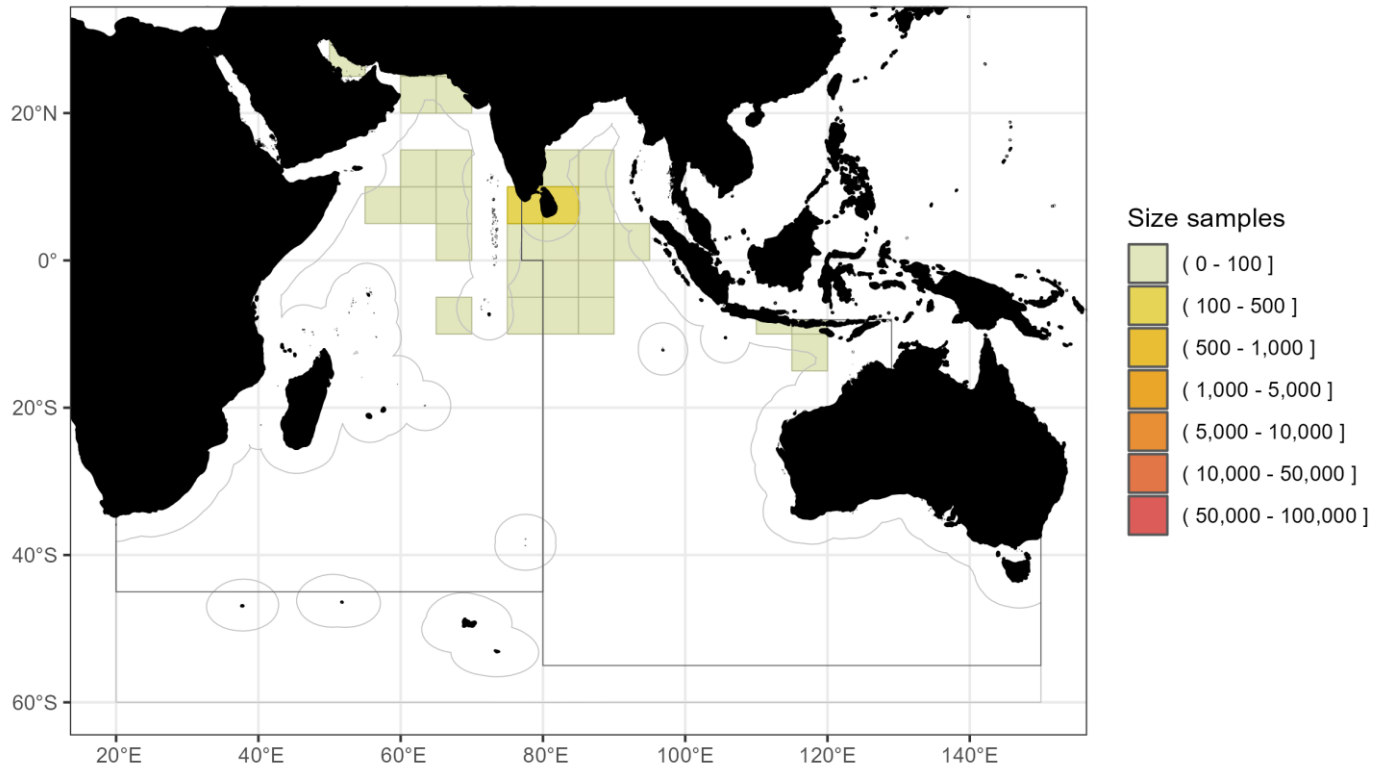 20°N
0°
20°S
40°S
60°S
20°E
40°E
60°E
80°E
100°E
120°E
140°E
Size samples
( 0 - 100 ]
( 100 - 500 ]
( 500 - 1,000 ]
( 1,000 - 5,000 ]
( 5,000 - 10,000 ]
( 10,000 - 50,000 ]
( 50,000 - 100,000 ]